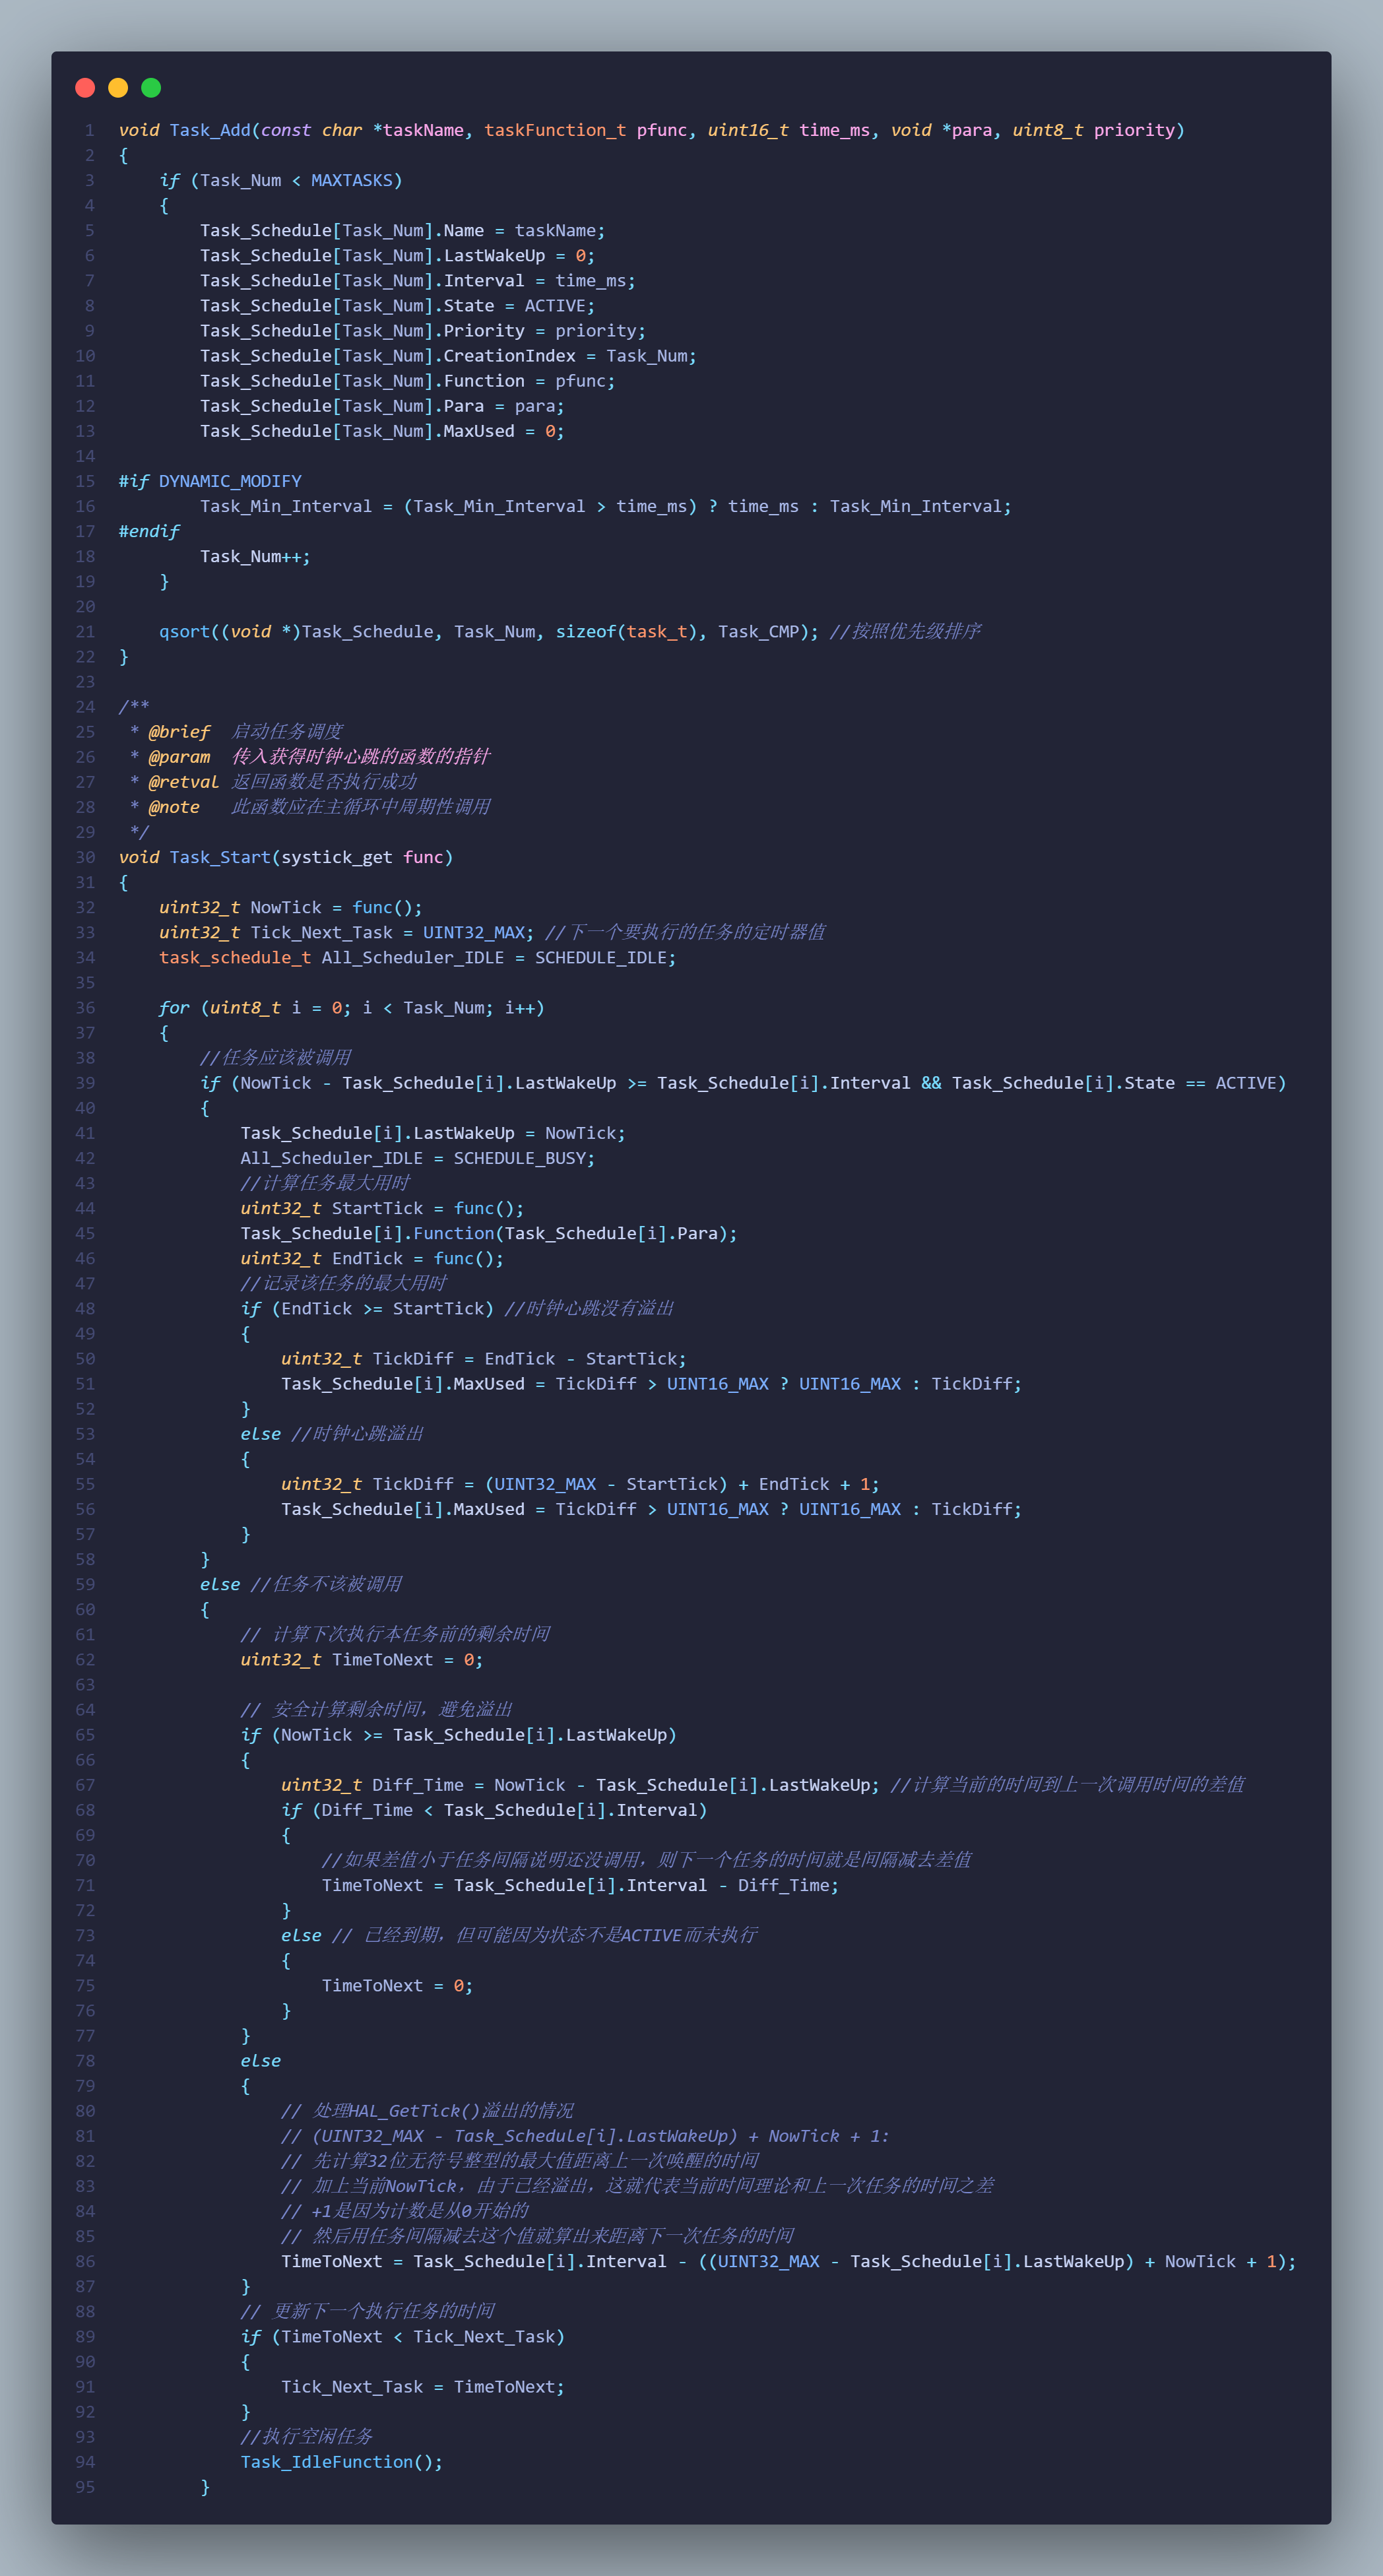 1 void Task_Add(const char *taskName, taskFunction_t pfunc, uint16_t time_ms, void *para, uint8_t priority)
2 {
3     if (Task_Num < MAXTASKS)
4     {
5         Task_Schedule[Task_Num].Name = taskName;
6         Task_Schedule[Task_Num].LastWakeUp = 0;
7         Task_Schedule[Task_Num].Interval = time_ms;
8         Task_Schedule[Task_Num].State = ACTIVE;
9         Task_Schedule[Task_Num].Priority = priority;
10         Task_Schedule[Task_Num].CreationIndex = Task_Num;
11         Task_Schedule[Task_Num].Function = pfunc;
12         Task_Schedule[Task_Num].Para = para;
13         Task_Schedule[Task_Num].MaxUsed = 0;
14
15 #if DYNAMIC_MODIFY
16         Task_Min_Interval = (Task_Min_Interval > time_ms) ? time_ms : Task_Min_Interval;
17 #endif
18         Task_Num++;
19     }
20
21     qsort((void *)Task_Schedule, Task_Num, sizeof(task_t), Task_CMP); //按照优先级排序
22 }
23
24 /**
25  * @brief  启动任务调度
26  * @param  传入获得时钟心跳的函数的指针
27  * @retval 返回函数是否执行成功
28  * @note   此函数应在主循环中周期性调用
29  */
30 void Task_Start(systick_get func)
31 {
32     uint32_t NowTick = func();
33     uint32_t Tick_Next_Task = UINT32_MAX; //下一个要执行的任务的定时器值
34     task_schedule_t All_Scheduler_IDLE = SCHEDULE_IDLE;
35
36     for (uint8_t i = 0; i < Task_Num; i++)
37     {
38         //任务应该被调用
39         if (NowTick - Task_Schedule[i].LastWakeUp >= Task_Schedule[i].Interval && Task_Schedule[i].State == ACTIVE)
40         {
41             Task_Schedule[i].LastWakeUp = NowTick;
42             All_Scheduler_IDLE = SCHEDULE_BUSY;
43             //计算任务最大用时
44             uint32_t StartTick = func();
45             Task_Schedule[i].Function(Task_Schedule[i].Para);
46             uint32_t EndTick = func();
47             //记录该任务的最大用时
48             if (EndTick >= StartTick) //时钟心跳没有溢出
49             {
50                 uint32_t TickDiff = EndTick - StartTick;
51                 Task_Schedule[i].MaxUsed = TickDiff > UINT16_MAX ? UINT16_MAX : TickDiff;
52             }
53             else //时钟心跳溢出
54             {
55                 uint32_t TickDiff = (UINT32_MAX - StartTick) + EndTick + 1;
56                 Task_Schedule[i].MaxUsed = TickDiff > UINT16_MAX ? UINT16_MAX : TickDiff;
57             }
58         }
59         else //任务不该被调用
60         {
61             // 计算下次执行本任务前的剩余时间
62             uint32_t TimeToNext = 0;
63
64             // 安全计算剩余时间，避免溢出
65             if (NowTick >= Task_Schedule[i].LastWakeUp)
66             {
67                 uint32_t Diff_Time = NowTick - Task_Schedule[i].LastWakeUp; //计算当前的时间到上一次调用时间的差值
68                 if (Diff_Time < Task_Schedule[i].Interval)
69                 {
70                     //如果差值小于任务间隔说明还没调用，则下一个任务的时间就是间隔减去差值
71                     TimeToNext = Task_Schedule[i].Interval - Diff_Time;
72                 }
73                 else // 已经到期，但可能因为状态不是ACTIVE而未执行
74                 {
75                     TimeToNext = 0;
76                 }
77             }
78             else
79             {
80                 // 处理HAL_GetTick()溢出的情况
81                 // (UINT32_MAX - Task_Schedule[i].LastWakeUp) + NowTick + 1:
82                 // 先计算32位无符号整型的最大值距离上一次唤醒的时间
83                 // 加上当前NowTick，由于已经溢出，这就代表当前时间理论和上一次任务的时间之差
84                 // +1是因为计数是从0开始的
85                 // 然后用任务间隔减去这个值就算出来距离下一次任务的时间
86                 TimeToNext = Task_Schedule[i].Interval - ((UINT32_MAX - Task_Schedule[i].LastWakeUp) + NowTick + 1);
87             }
88             // 更新下一个执行任务的时间
89             if (TimeToNext < Tick_Next_Task)
90             {
91                 Tick_Next_Task = TimeToNext;
92             }
93             //执行空闲任务
94             Task_IdleFunction();
95         }